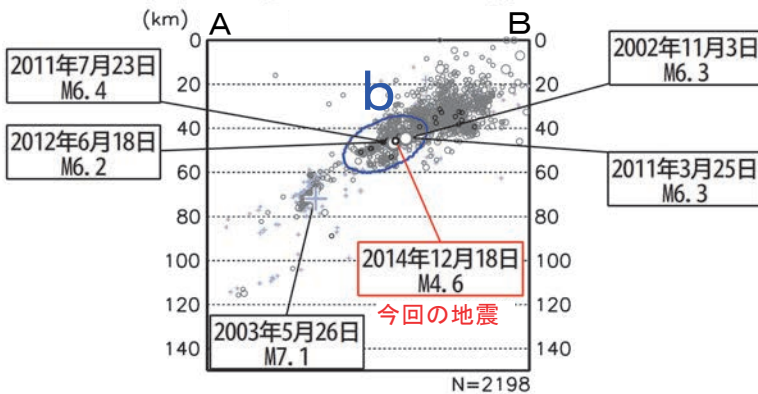 (km)
A
B
0
20
40
60
80
100
120
140
0
20
40
60
80
100
120
140
2011年7月23日
M6.4
2012年6月18日
M6.2
2002年11月3日
M6.3
2011年3月25日
M6.3
b
2014年12月18日
M4.6
今回の地震
2003年5月26日
M7.1
N=2198